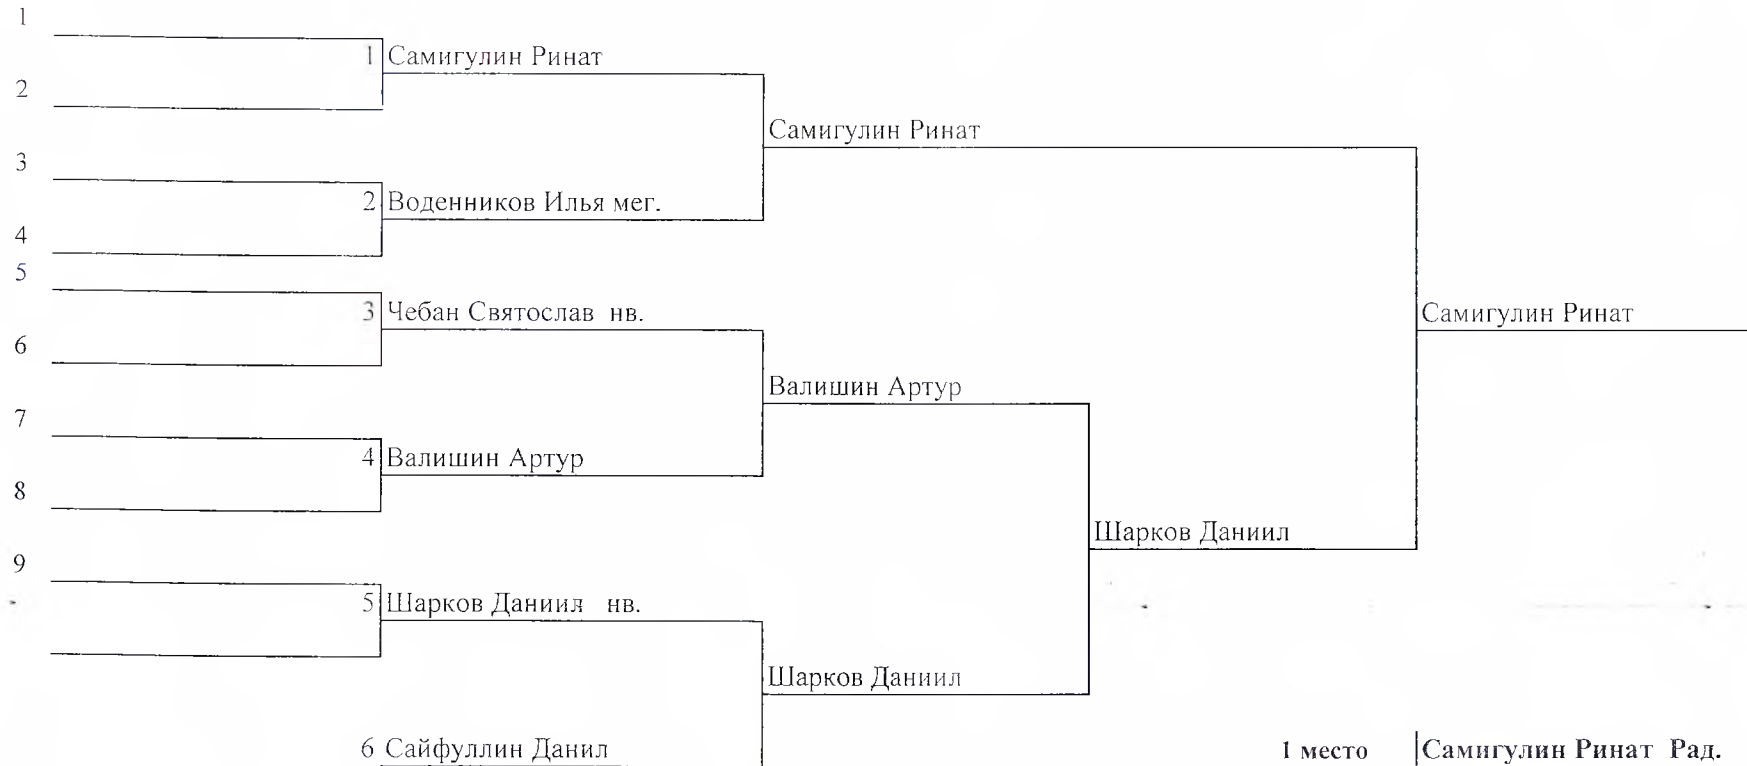 1
1 Самигулин Ринат
2
Самигулин Ринат
3
2 Воденников Илья мег.
4
5
3 Чебан Святослав нв.
Самигулин Ринат
6
Валишин Артур
7
4 Валишин Артур
8
Шарков Даниил
9
5 Шарков Даниил нв.
Шарков Даниил
6 Сайфуллин Данил
1 место Самигулин Ринат Рад.